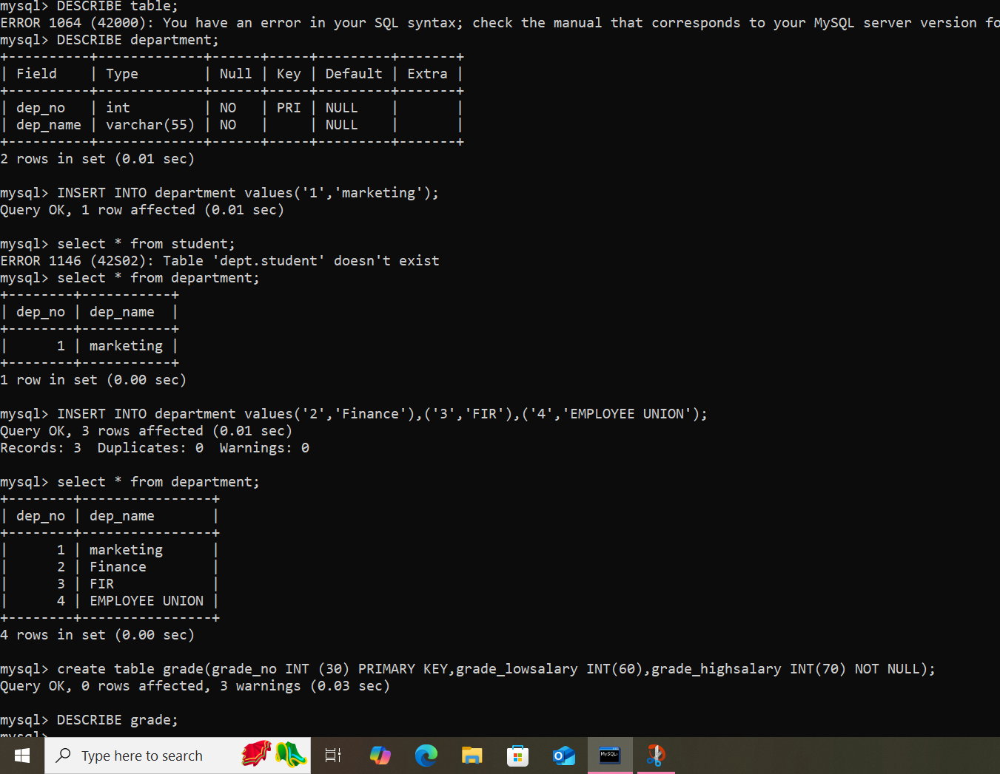 mysql> DESCRIBE table;
ERROR 1064 (42000): You have an error in your SQL syntax; check the manual that corresponds to your MySQL server version fo
mysql> DESCRIBE department;
+----------+-------------+------+-----+---------+-------+
| Field    | Type        | Null | Key | Default | Extra |
+----------+-------------+------+-----+---------+-------+
| dep_no   | int         | NO   | PRI | NULL    |       |
| dep_name | varchar(55) | NO   |     | NULL    |       |
+----------+-------------+------+-----+---------+-------+
2 rows in set (0.01 sec)
mysql> INSERT INTO department values('1','marketing');
Query OK, 1 row affected (0.01 sec)
mysql> select * from student;
ERROR 1146 (42S02): Table 'dept.student' doesn't exist
mysql> select * from department;
+--------+-----------+
| dep_no | dep_name  |
+--------+-----------+
|      1 | marketing |
+--------+-----------+
1 row in set (0.00 sec)
mysql> INSERT INTO department values('2','Finance'),('3','FIR'),('4','EMPLOYEE UNION');
Query OK, 3 rows affected (0.01 sec)
Records: 3  Duplicates: 0  Warnings: 0
mysql> select * from department;
+--------+----------------+
| dep_no | dep_name       |
+--------+----------------+
|      1 | marketing      |
|      2 | Finance        |
|      3 | FIR            |
|      4 | EMPLOYEE UNION |
+--------+----------------+
4 rows in set (0.00 sec)
mysql> create table grade(grade_no INT (30) PRIMARY KEY,grade_lowsalary INT(60),grade_highsalary INT(70) NOT NULL);
Query OK, 0 rows affected, 3 warnings (0.03 sec)
mysql> DESCRIBE grade;
mysql>
Type here to search